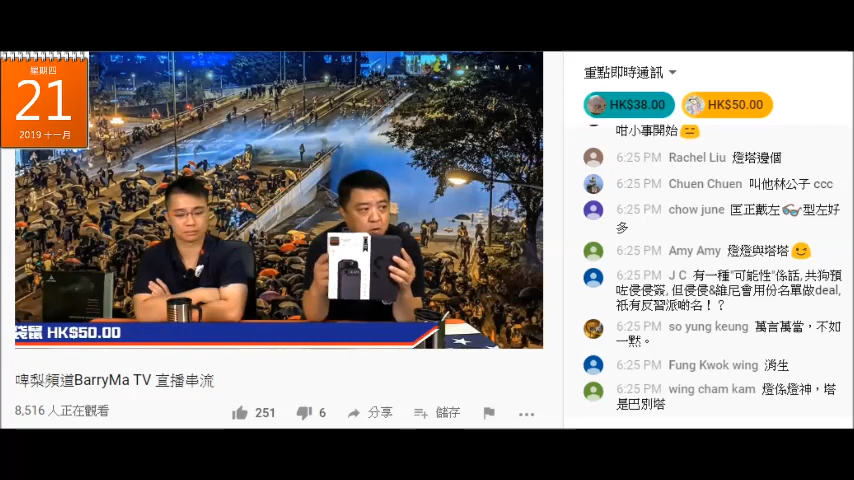 星期四
21
2019 十一月
袋鼠 HK$50.00
啤梨頻道BarryMa TV 直播串流
8,516 人正在觀看
251
6
分享
儲存
重點即時通訊
HK$38.00
HK$50.00
咁小事開始😑
6:25 PM Rachel Liu 燈塔邊個
6:25 PM Chuen Chuen 叫他林公子 ccc
6:25 PM chow june 匡正戴左👓型左好
多
6:25 PM Amy Amy 燈燈與塔塔😉
6:25 PM J C 有一種"可能性"係話, 共狗預
咗侵侵簽, 但侵侵&維尼會用份名單做deal,
祇有反習派啲名！？
6:25 PM so yung keung 萬言萬當，不如
一默。
6:25 PM Fung Kwok wing 消生
6:25 PM wing cham kam 燈係燈神，塔
是巴別塔